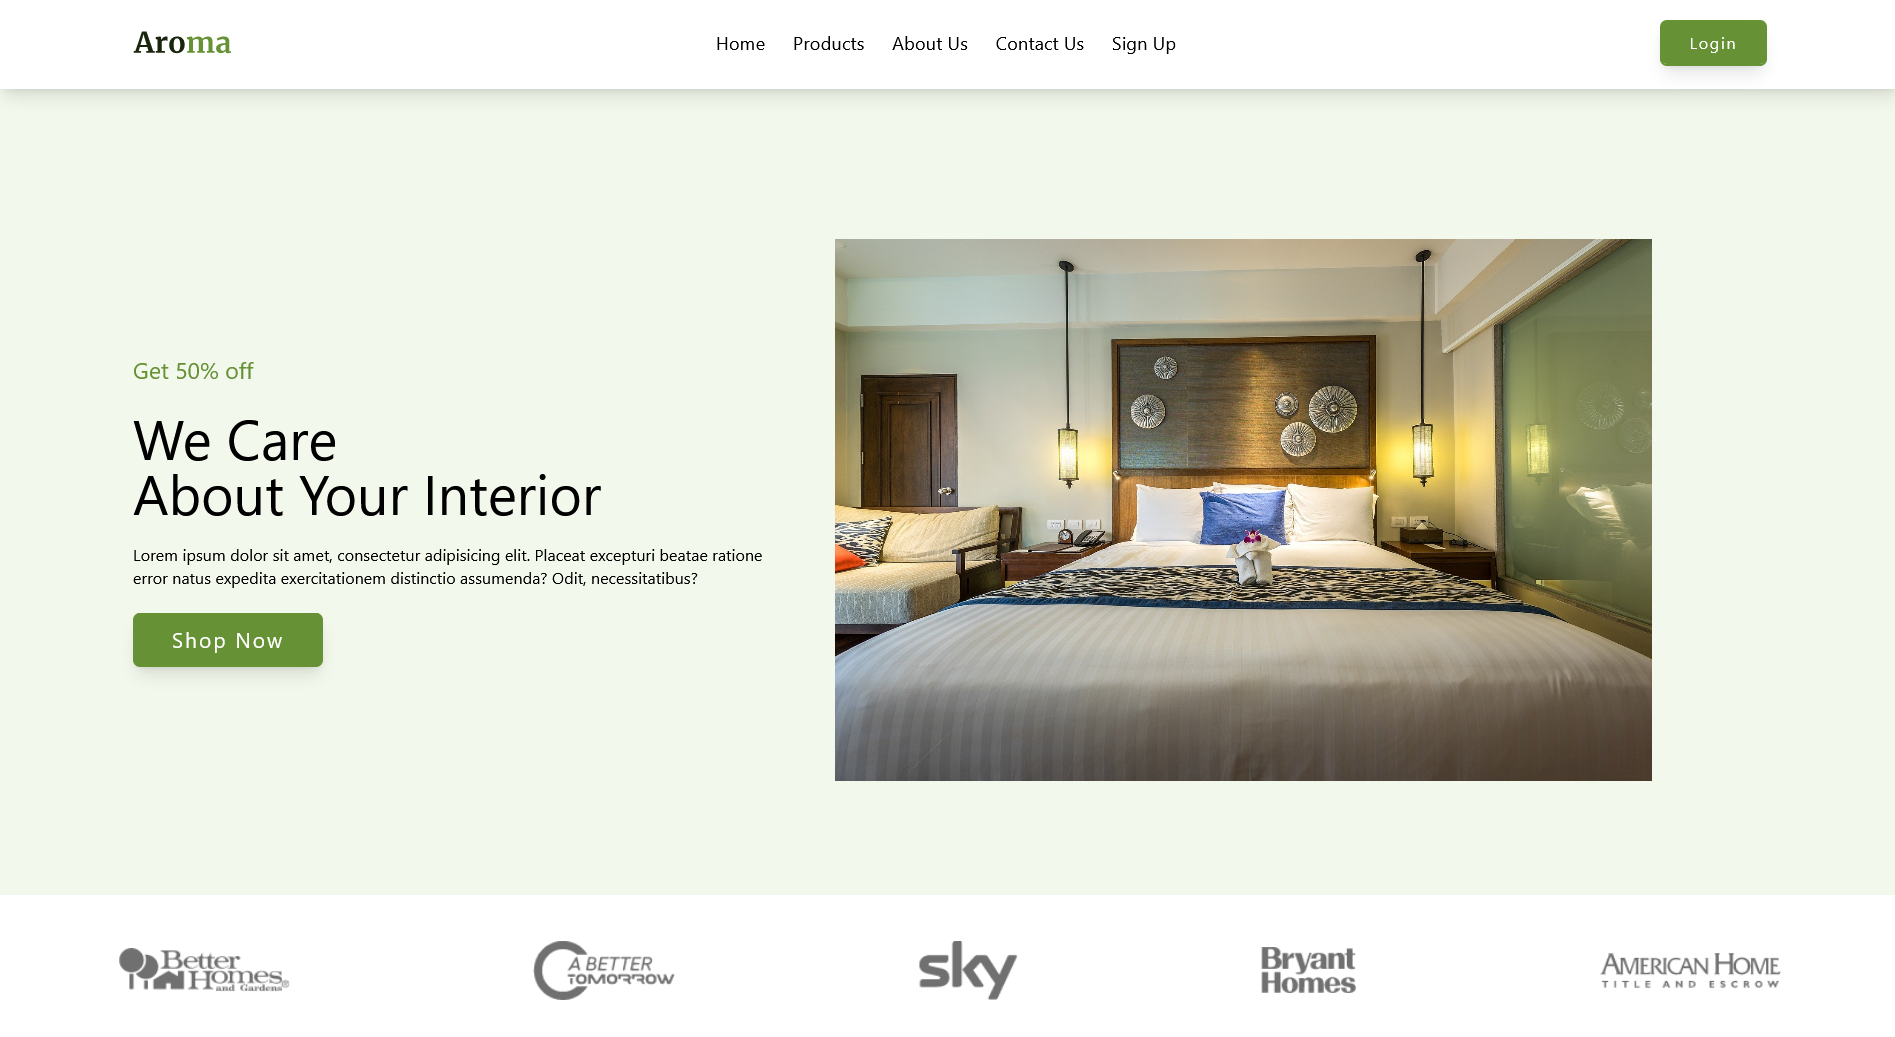 Aroma
Home Products About Us Contact Us Sign Up
Login
Get 50% off
We Care
About Your Interior
Lorem ipsum dolor sit amet, consectetur adipisicing elit. Placeat excepturi beatae ratione
error natus expedita exercitationem distinctio assumenda? Odit, necessitatibus?
Shop Now
Better
Homes
and Gardens®
A BETTER
TOMORROW
sky
Bryant
Homes
AMERICAN HOME
TITLE AND ESCROW